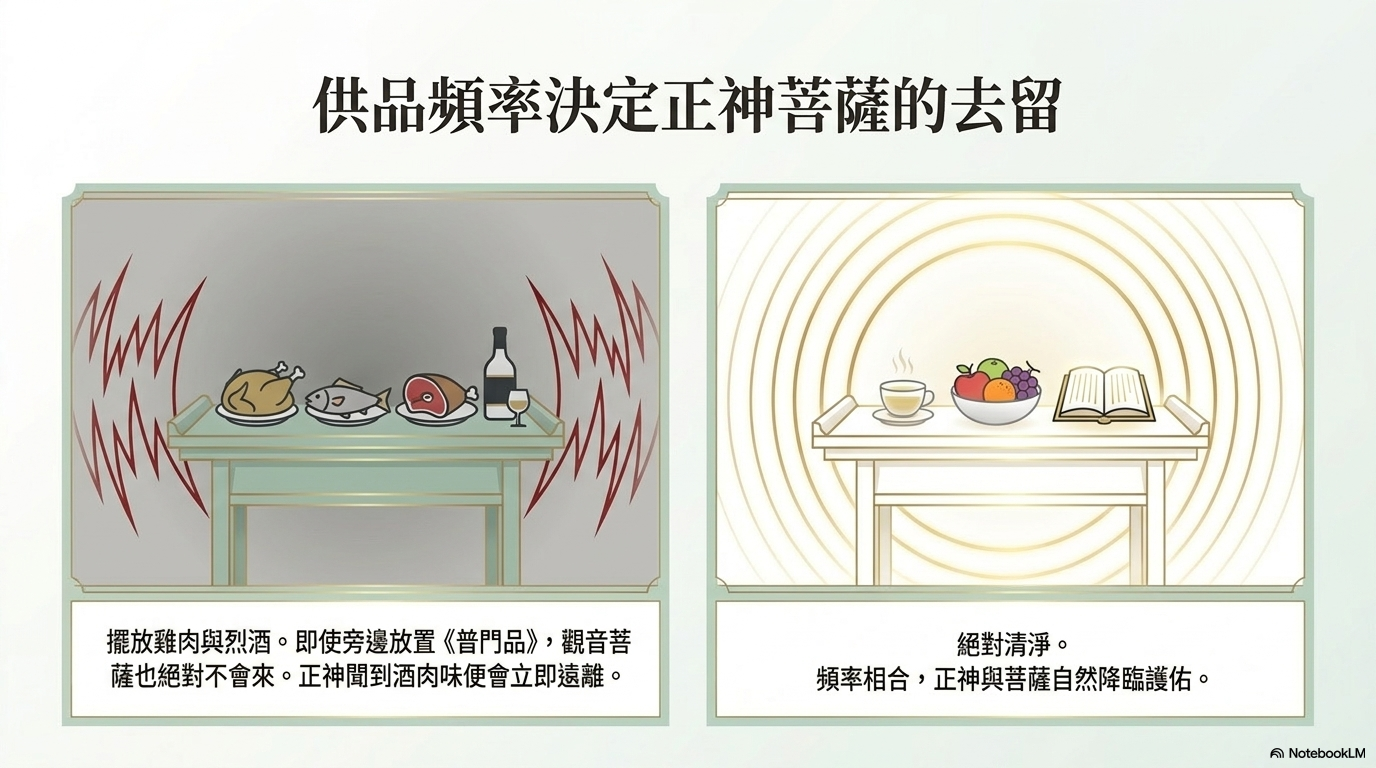 供品頻率決定正神菩薩的去留
擺放雞肉與烈酒。即使旁邊放置《普門品》，觀音菩
薩也絕對不會來。正神聞到酒肉味便會立即遠離。
絕對清淨。
頻率相合，正神與菩薩自然降臨護佑。
NotebookLM